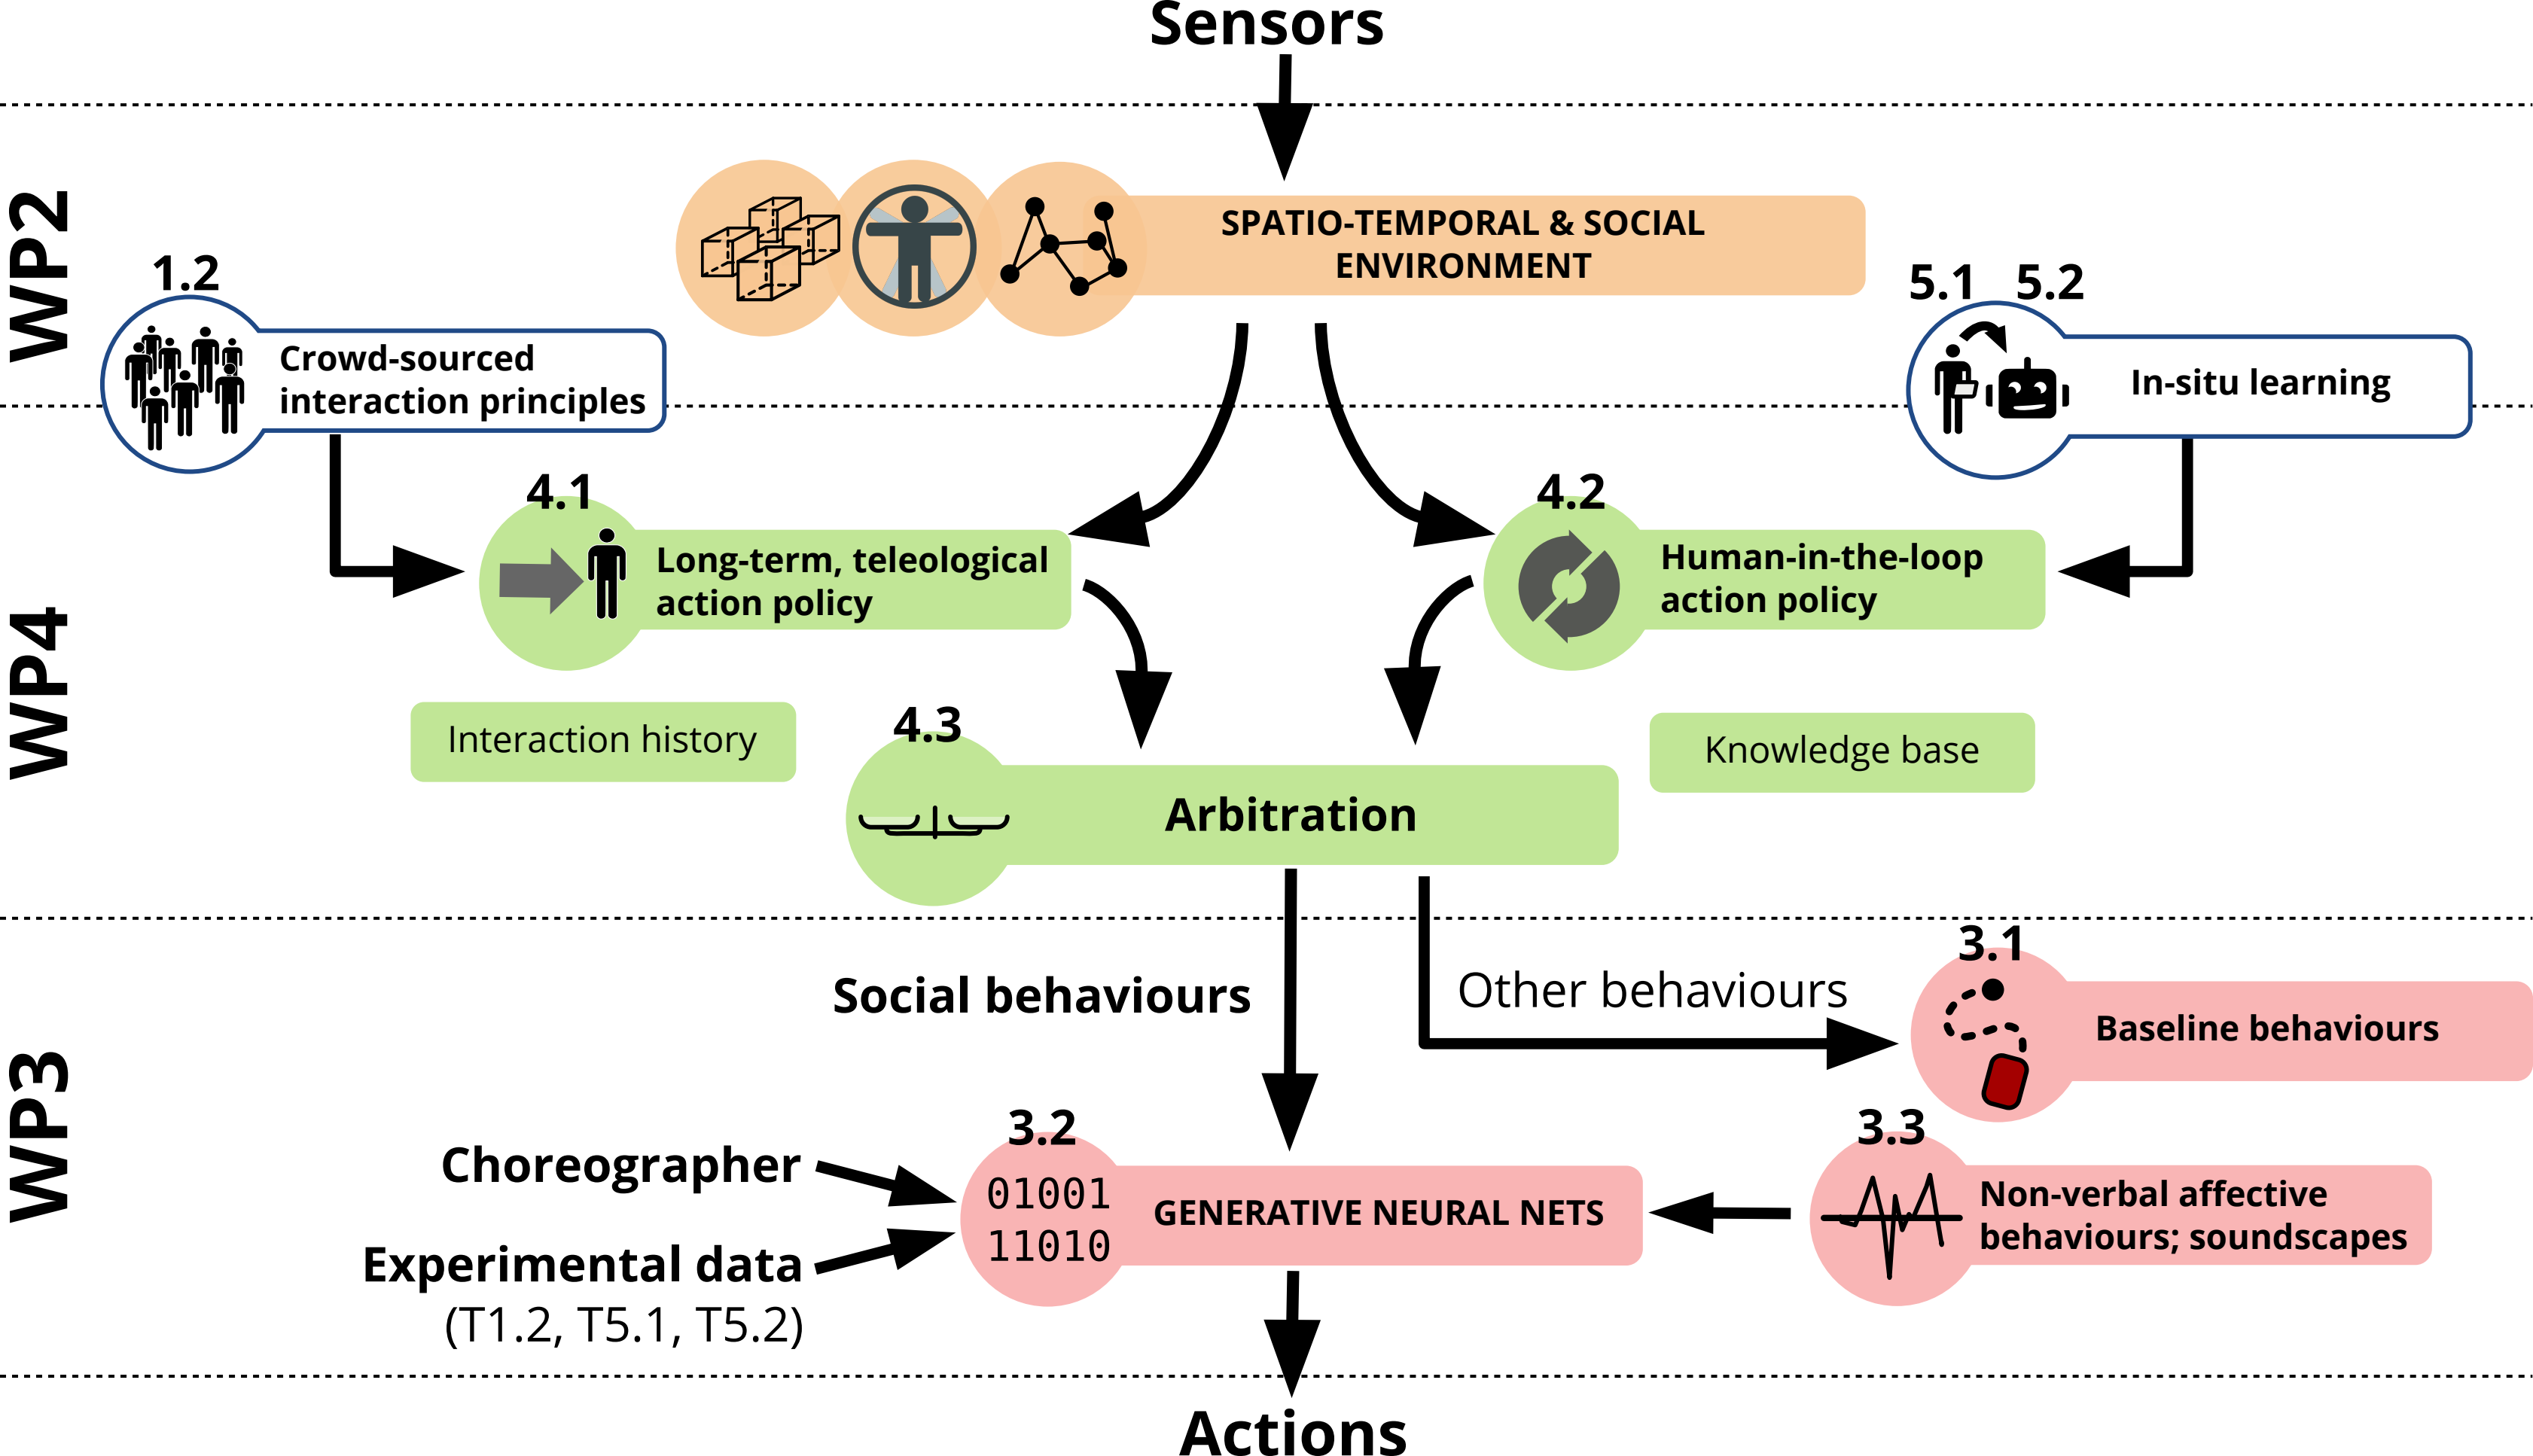 Sensors
WP2
SPATIO-TEMPORAL & SOCIAL
ENVIRONMENT
1.2
Crowd-sourced
interaction principles
5.1 5.2
In-situ learning
WP4
4.1
Long-term, teleological
action policy
4.2
Human-in-the-loop
action policy
Interaction history
4.3
Arbitration
Knowledge base
WP3
Social behaviours
Other behaviours
3.1
Baseline behaviours
Choreographer
Experimental data
(T1.2, T5.1, T5.2)
3.2
01001
11010
GENERATIVE NEURAL NETS
3.3
Non-verbal affective
behaviours; soundscapes
Actions